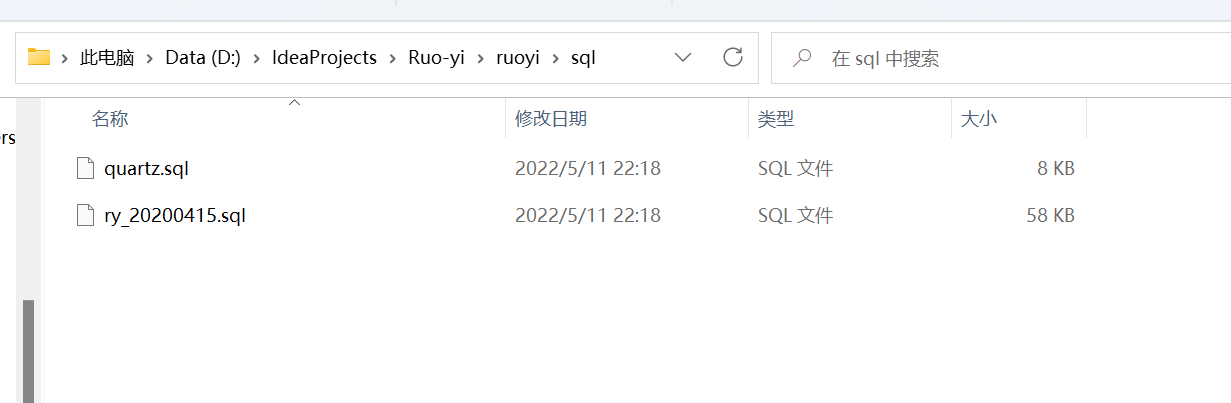 此电脑 > Data (D:) > IdeaProjects > Ruo-yi > ruoyi > sql
在 sql 中搜索
名称 修改日期 类型 大小
ers
quartz.sql 2022/5/11 22:18 SQL 文件 8 KB
ry_20200415.sql 2022/5/11 22:18 SQL 文件 58 KB